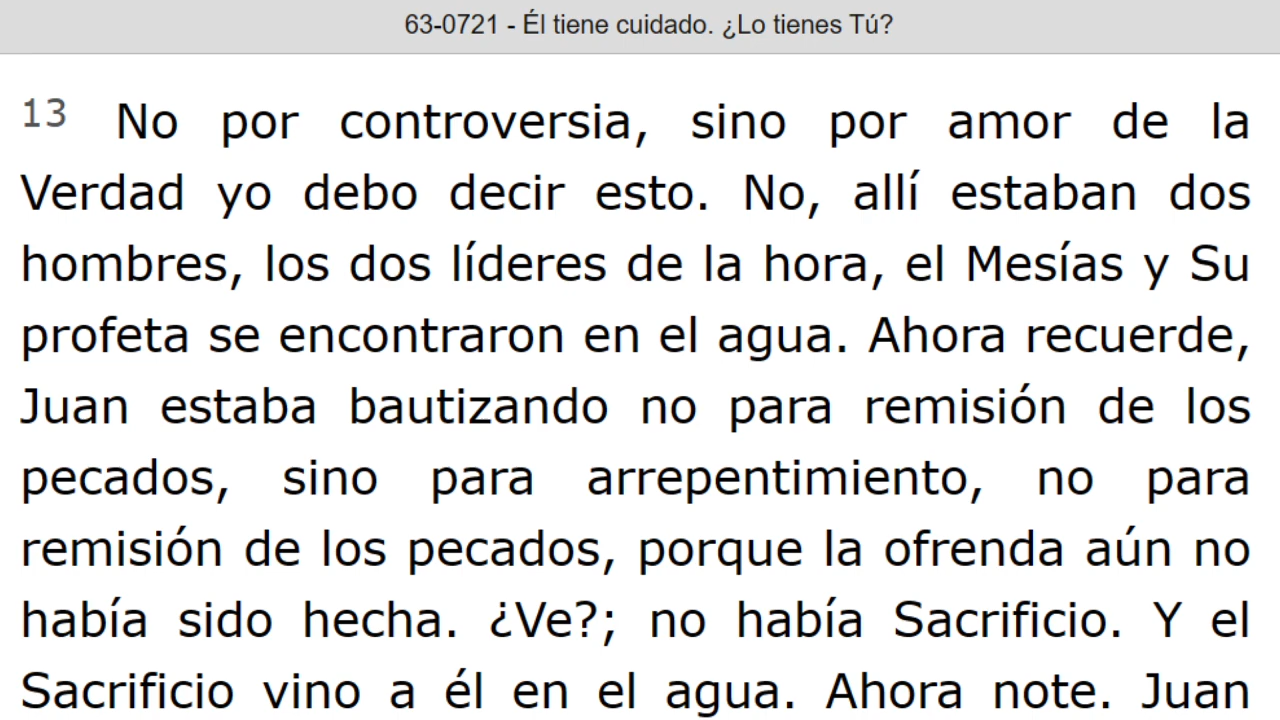 63-0721 - Él tiene cuidado. ¿Lo tienes Tú?
13 No por controversia, sino por amor de la
Verdad yo debo decir esto. No, allí estaban dos
hombres, los dos líderes de la hora, el Mesías y Su
profeta se encontraron en el agua. Ahora recuerde,
Juan estaba bautizando no para remisión de los
pecados, sino para arrepentimiento, no para
remisión de los pecados, porque la ofrenda aún no
había sido hecha. ¿Ve?; no había Sacrificio. Y el
Sacrificio vino a él en el agua. Ahora note. Juan